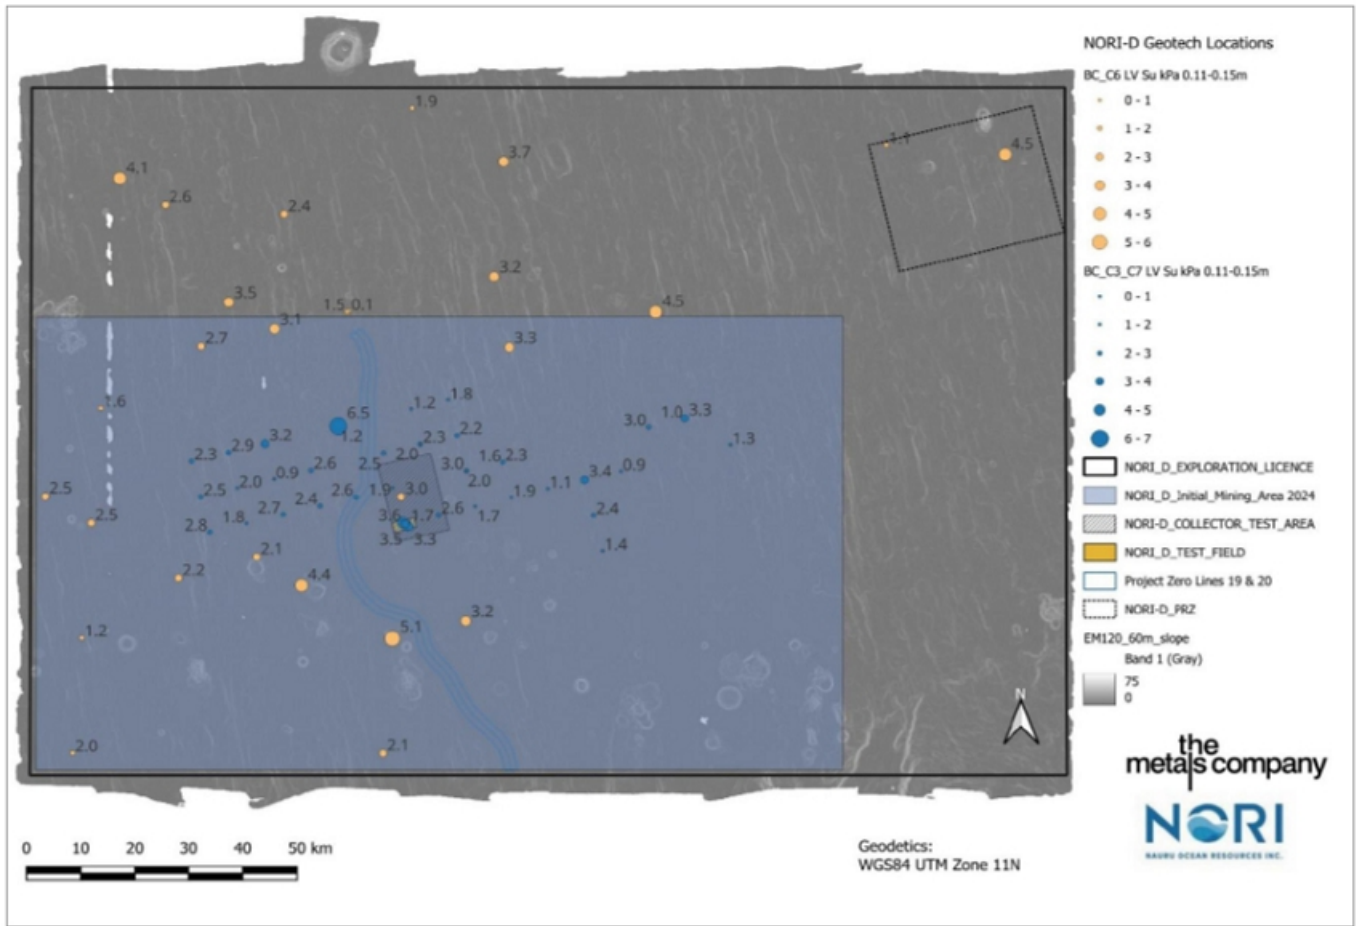 NORI-D Geotech Locations
BC_C6 LV Su kPa 0.11-0.15m
0 - 1
1 - 2
2 - 3
3 - 4
4 - 5
5 - 6
BC_C3_C7 LV Su kPa 0.11-0.15m
0 - 1
1 - 2
2 - 3
3 - 4
4 - 5
6 - 7
NORI_D_EXPLORATION_LICENCE
NORI_D_Initial_Mining_Area 2024
NORI-D_COLLECTOR_TEST_AREA
NORI_D_TEST_FIELD
Project Zero Lines 19 & 20
NORI-D_PRZ
EM120_60m_slope
Band 1 (Gray)
75
0
1.9
3.7
1.1
4.5
4.1
2.6
2.4
3.2
3.5
1.5 0.1
4.5
3.1
2.7
3.3
1.6
1.2
1.8
6.5
1.2
3.0
1.0 3.3
3.2
2.3
2.2
1.3
2.3
2.9
2.0
1.6 2.3
2.5
3.0
2.6
0.9
2.0
2.0
3.4
0.9
2.5
2.5
2.6
1.9
3.0
1.9
1.1
2.4
2.7
3.6
1.7
2.6
1.7
2.4
2.5
1.8
2.8
3.5
3.3
1.4
2.1
2.2
4.4
3.2
5.1
1.2
2.0
2.1
N
the
metals company
NORI
NAURU OCEAN RESOURCES INC.
0 10 20 30 40 50 km
Geodetics:
WGS84 UTM Zone 11N